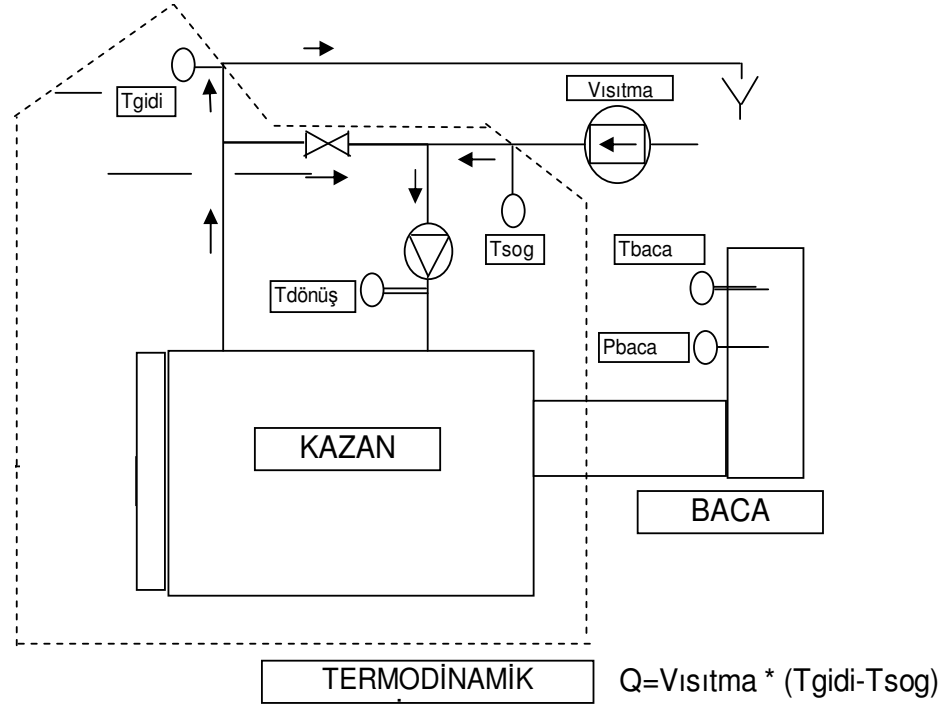 Tgidi
Vısıtma
Tsog
Tbaca
Tdönüş
Pbaca
KAZAN
BACA
TERMODİNAMİK
Q=Vısıtma * (Tgidi-Tsog)